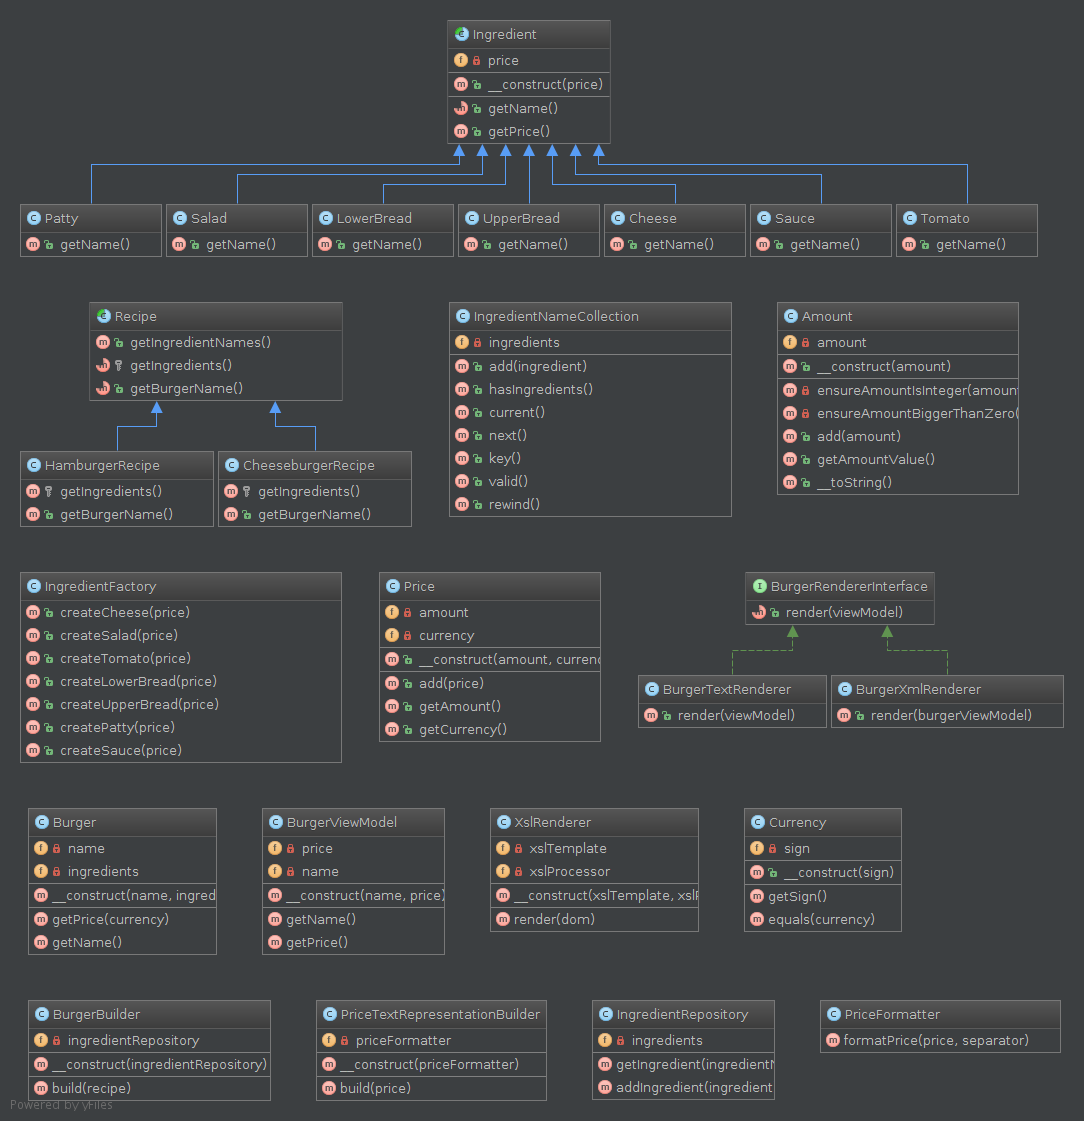 Ingredient
price
__construct(price)
getName()
getPrice()
Patty
getName()
Salad
getName()
LowerBread
getName()
UpperBread
getName()
Cheese
getName()
Sauce
getName()
Tomato
getName()
Recipe
getIngredientNames()
getIngredients()
getBurgerName()
HamburgerRecipe
getIngredients()
getBurgerName()
CheeseburgerRecipe
getIngredients()
getBurgerName()
IngredientNameCollection
ingredients
add(ingredient)
hasIngredients()
current()
next()
key()
valid()
rewind()
Amount
amount
__construct(amount)
ensureAmountIsInteger(amoun
ensureAmountBiggerThanZero(
add(amount)
getAmountValue()
__toString()
IngredientFactory
createCheese(price)
createSalad(price)
createTomato(price)
createLowerBread(price)
createUpperBread(price)
createPatty(price)
createSauce(price)
Price
amount
currency
__construct(amount, currenc
add(price)
getAmount()
getCurrency()
BurgerRendererInterface
render(viewModel)
BurgerTextRenderer
render(viewModel)
BurgerXmlRenderer
render(burgerViewModel)
Burger
name
ingredients
__construct(name, ingred
getPrice(currency)
getName()
BurgerViewModel
price
name
__construct(name, price)
getName()
getPrice()
XslRenderer
xslTemplate
xslProcessor
__construct(xslTemplate, xslP
render(dom)
Currency
sign
__construct(sign)
getSign()
equals(currency)
BurgerBuilder
ingredientRepository
__construct(ingredientRepository)
build(recipe)
PriceTextRepresentationBuilder
priceFormatter
__construct(priceFormatter)
build(price)
IngredientRepository
ingredients
getIngredient(ingredientN
addIngredient(ingredient
PriceFormatter
formatPrice(price, separator)
Powered by yFiles